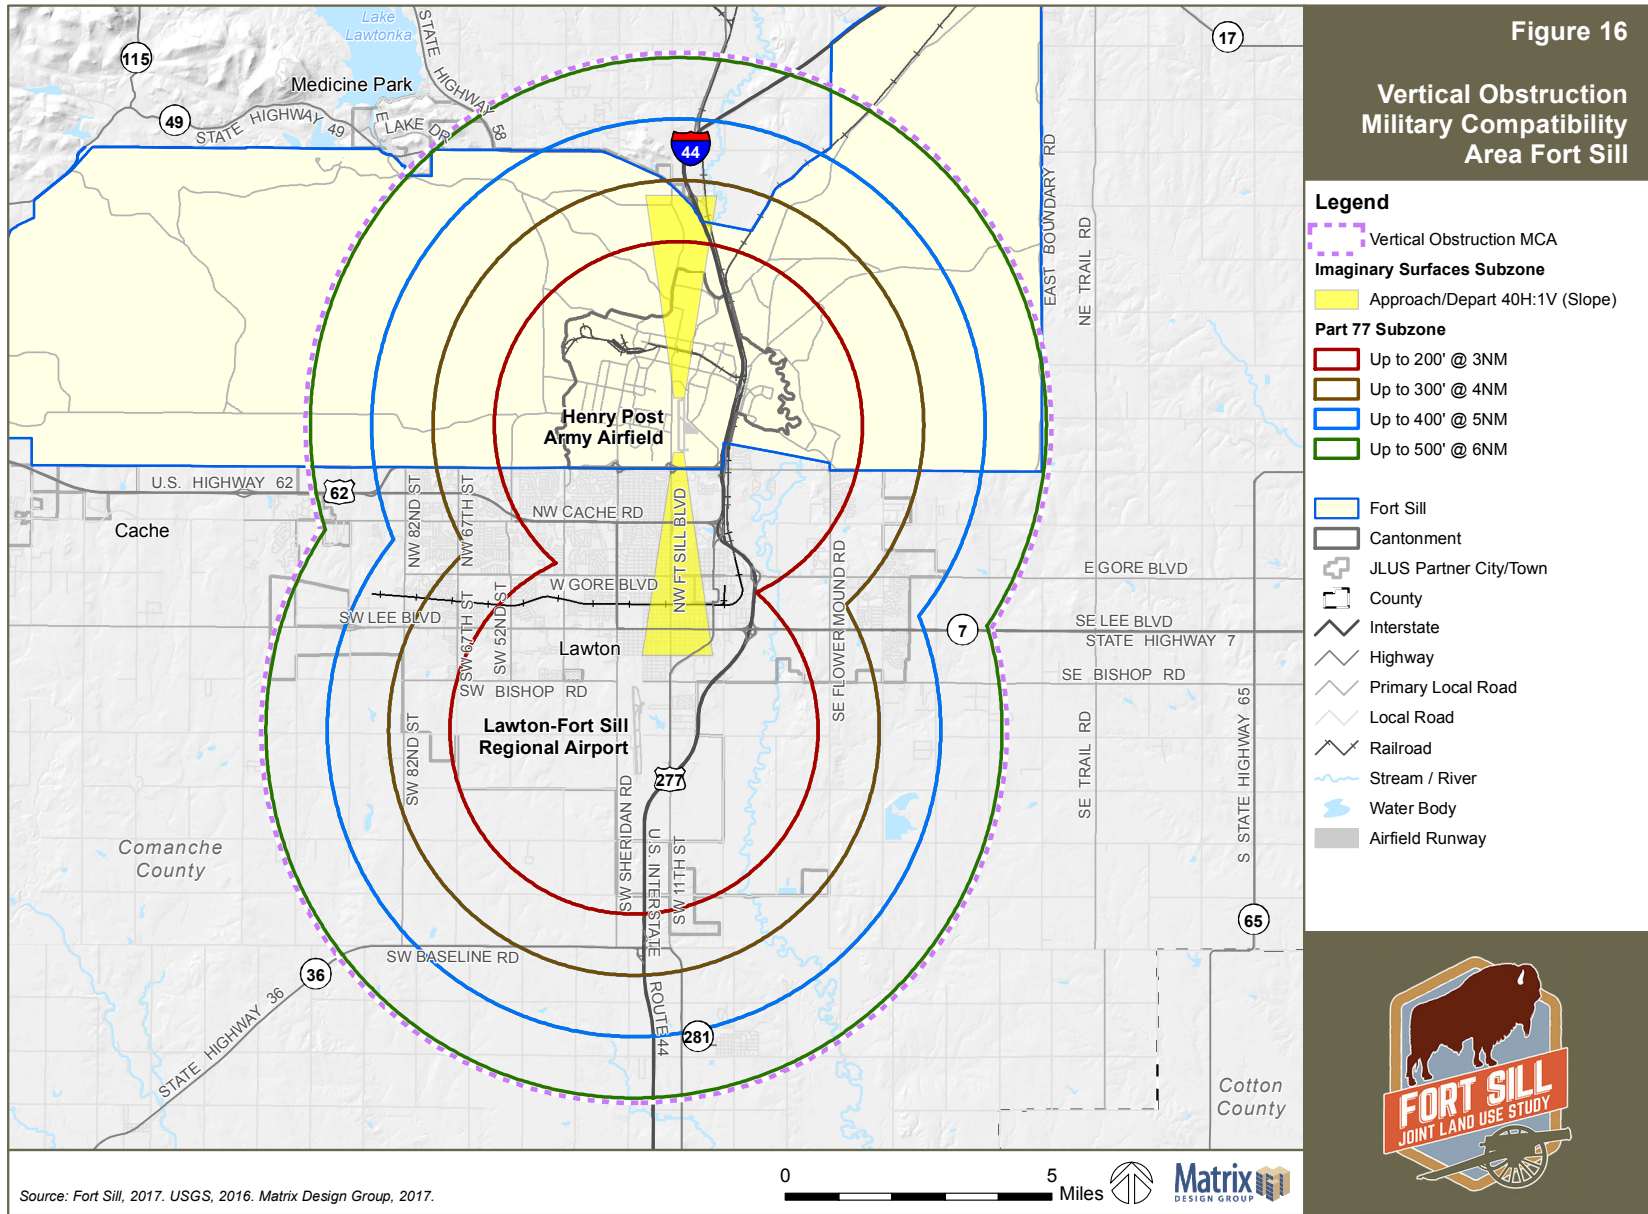 Figure 16
Vertical Obstruction
Military Compatibility
Area Fort Sill
Legend
Vertical Obstruction MCA
Imaginary Surfaces Subzone
Approach/Depart 40H:1V (Slope)
Part 77 Subzone
Up to 200' @ 3NM
Up to 300' @ 4NM
Up to 400' @ 5NM
Up to 500' @ 6NM
Fort Sill
Cantonment
JLUS Partner City/Town
County
Interstate
Highway
Primary Local Road
Local Road
Railroad
Stream / River
Water Body
Airfield Runway
FORT SILL
JOINT LAND USE STUDY
Lake
Lawtonka
STATE HIGHWAY 58
115
17
Medicine Park
49
STATE HIGHWAY 49
E LAKE DR
44
EAST BOUNDARY RD
NE TRAIL RD
Henry Post
Army Airfield
U.S. HIGHWAY 62
62
Cache
NW 82ND ST
NW 67TH ST
NW CACHE RD
NW FT SILL BLVD
W GORE BLVD
E GORE BLVD
SW LEE BLVD
SW 67TH ST
SW 52ND ST
SE FLOWER MOUND RD
7
SE LEE BLVD
STATE HIGHWAY 7
Lawton
SW BISHOP RD
SE BISHOP RD
Lawton-Fort Sill
Regional Airport
SW 82ND ST
SE TRAIL RD
S STATE HIGHWAY 65
277
SW SHERIDAN RD
U.S. INTERSTATE ROUTE 44
SW 11TH ST
Comanche
County
65
SW BASELINE RD
36
STATE HIGHWAY 36
281
Cotton
County
Source: Fort Sill, 2017. USGS, 2016. Matrix Design Group, 2017.
0 5
Miles
Matrix
DESIGN GROUP